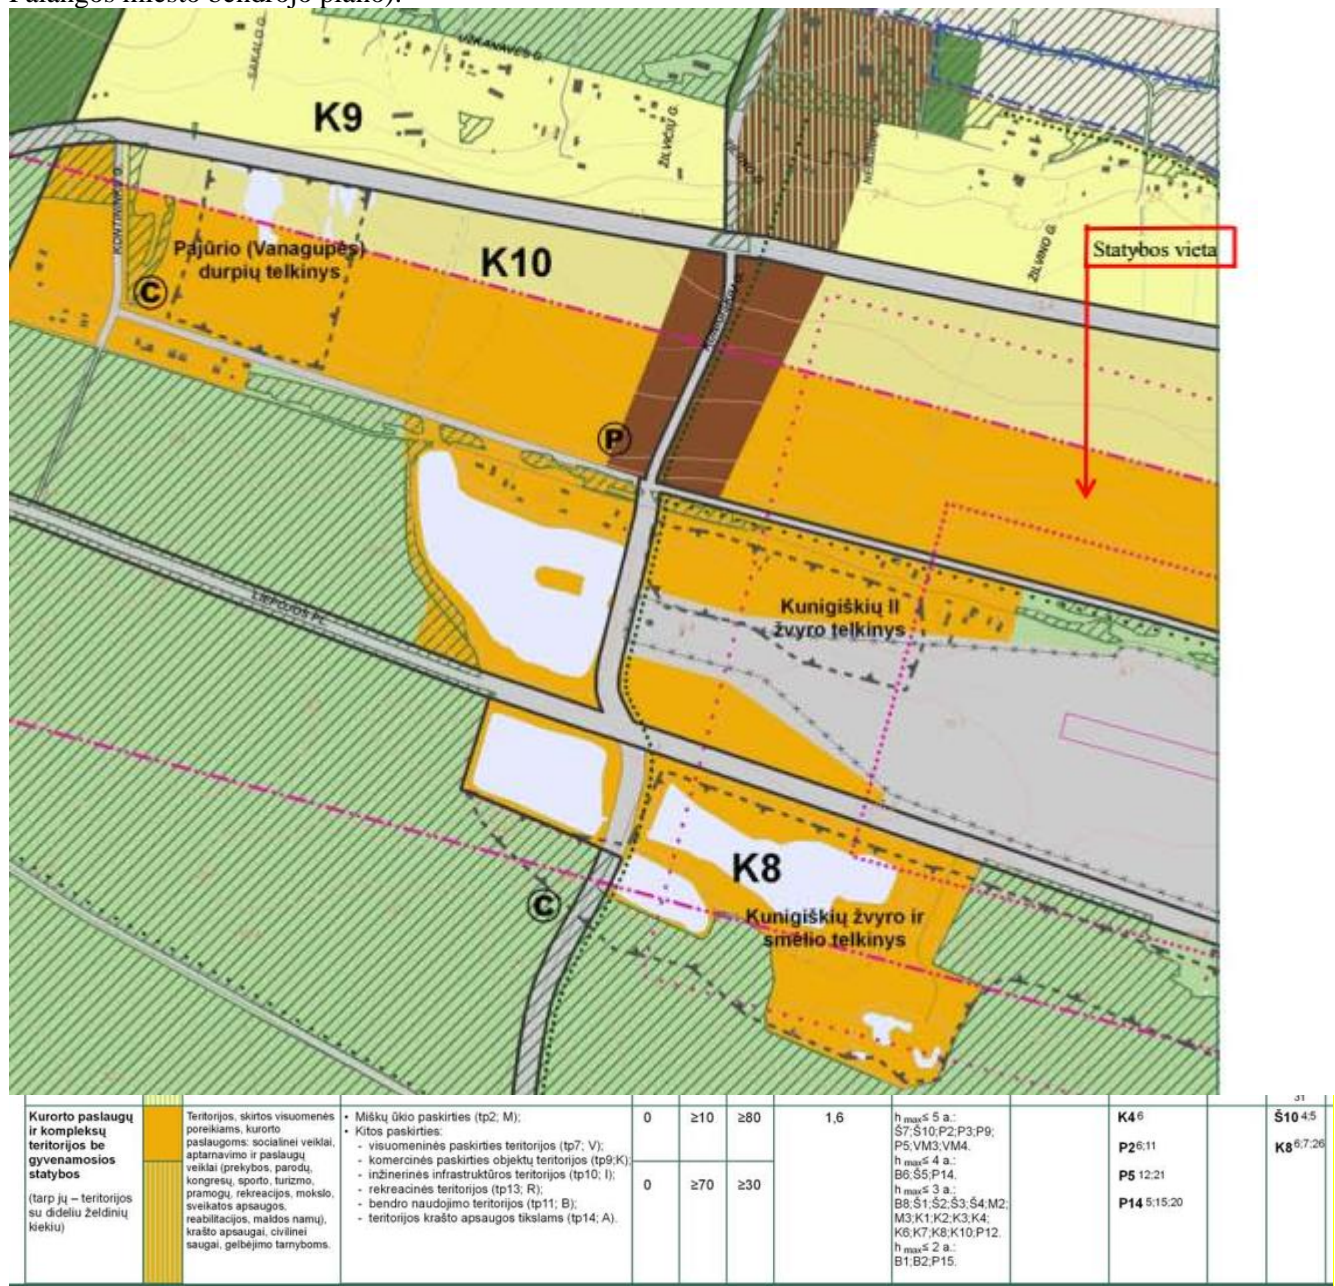 Palangos miesto bendrojo plano).
UŽKANAVĖS G.
SAKALO G.
K9
ŽILVIČIŲ G.
ŽILVINO G.
Statybos vieta
KONTININKŲ G.
Pajūrio (Vanagupės)
durpių telkinys
K10
C
P
Kunigiškių II
žvyro telkinys
LIEPOJOS PL.
K8
C
Kunigiškių žvyro ir
smėlio telkinys
31
Kurorto paslaugų
ir kompleksų
teritorijos be
gyvenamosios
statybos
(tarp jų – teritorijos
su dideliu želdinių
kiekiu)
Teritorijos, skirtos visuomenės
poreikiams, kurorto
paslaugoms: socialinei veiklai,
aptarnavimo ir paslaugų
veiklai (prekybos, parodų,
kongresų, sporto, turizmo,
pramogų, rekreacijos, mokslo,
sveikatos apsaugos,
reabilitacijos, maldos namų),
krašto apsaugai, civilinei
saugai, gelbėjimo tarnyboms.
• Miškų ūkio paskirties (tp2; M);
• Kitos paskirties:
- visuomeninės paskirties teritorijos (tp7; V);
- komercinės paskirties objektų teritorijos (tp9;K);
- inžinerinės infrastruktūros teritorijos (tp10; I);
- rekreacinės teritorijos (tp13; R);
- bendro naudojimo teritorijos (tp11; B);
- teritorijos krašto apsaugos tikslams (tp14; A).
0 ≥10 ≥80
0 ≥70 ≥30
1,6
h max≤ 5 a.:
Š7;Š10;P2;P3;P9;
P5;VM3;VM4.
h max≤ 4 a.:
B6;Š5;P14.
h max≤ 3 a.:
B8;Š1;Š2;Š3;Š4;M2;
M3;K1;K2;K3;K4;
K6;K7;K8;K10;P12.
h max≤ 2 a.:
B1;B2;P15.
K4 6
P2 6;11
P5 12;21
P14 5;15;20
Š10 4;5
K8 6;7;26